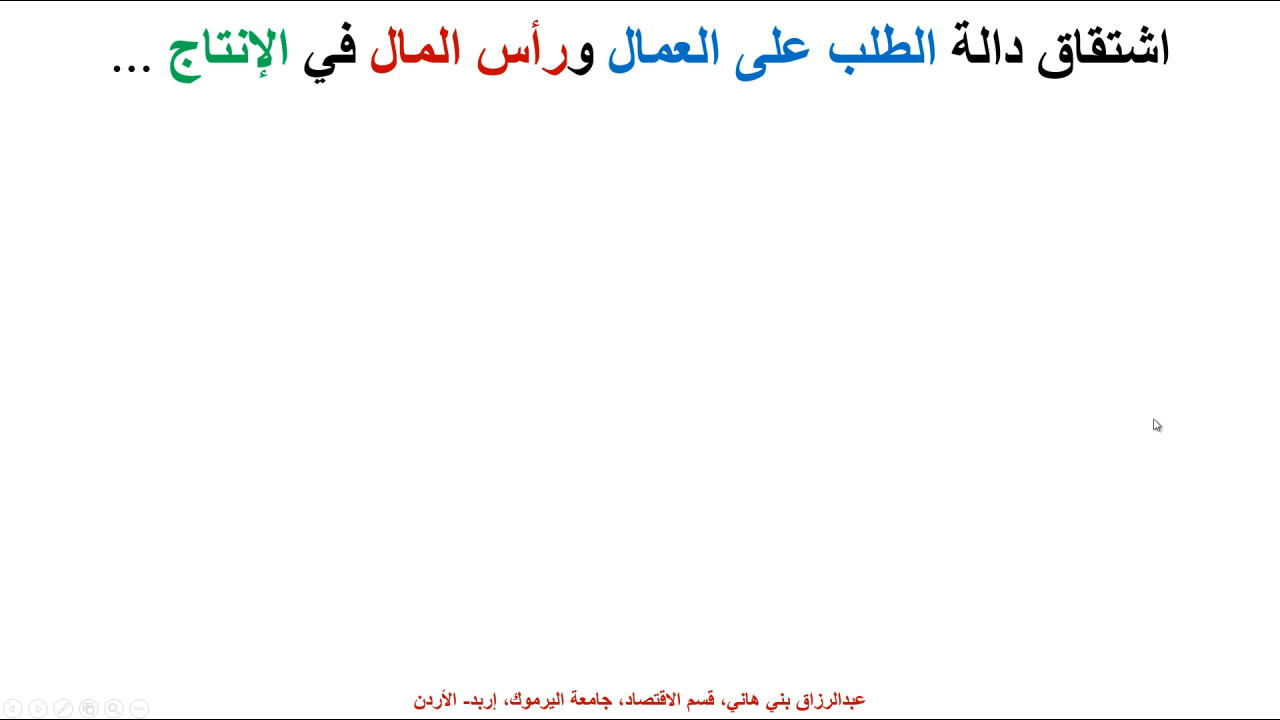 اشتقاق دالة الطلب على العمال ورأس المال في الإنتاج ...
عبدالرزاق بني هاني، قسم الاقتصاد، جامعة اليرموك، إربد- الأردن